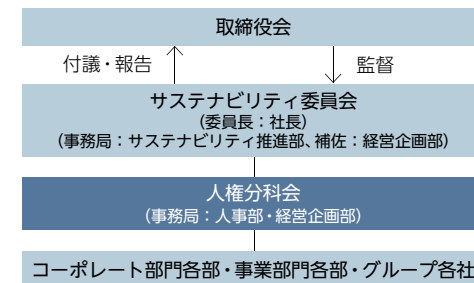 取締役会
付議・報告
監督
サステナビリティ委員会
(委員長：社長)
(事務局：サステナビリティ推進部、補佐：経営企画部)
人権分科会
(事務局：人事部・経営企画部)
コーポレート部門各部・事業部門各部・グループ各社